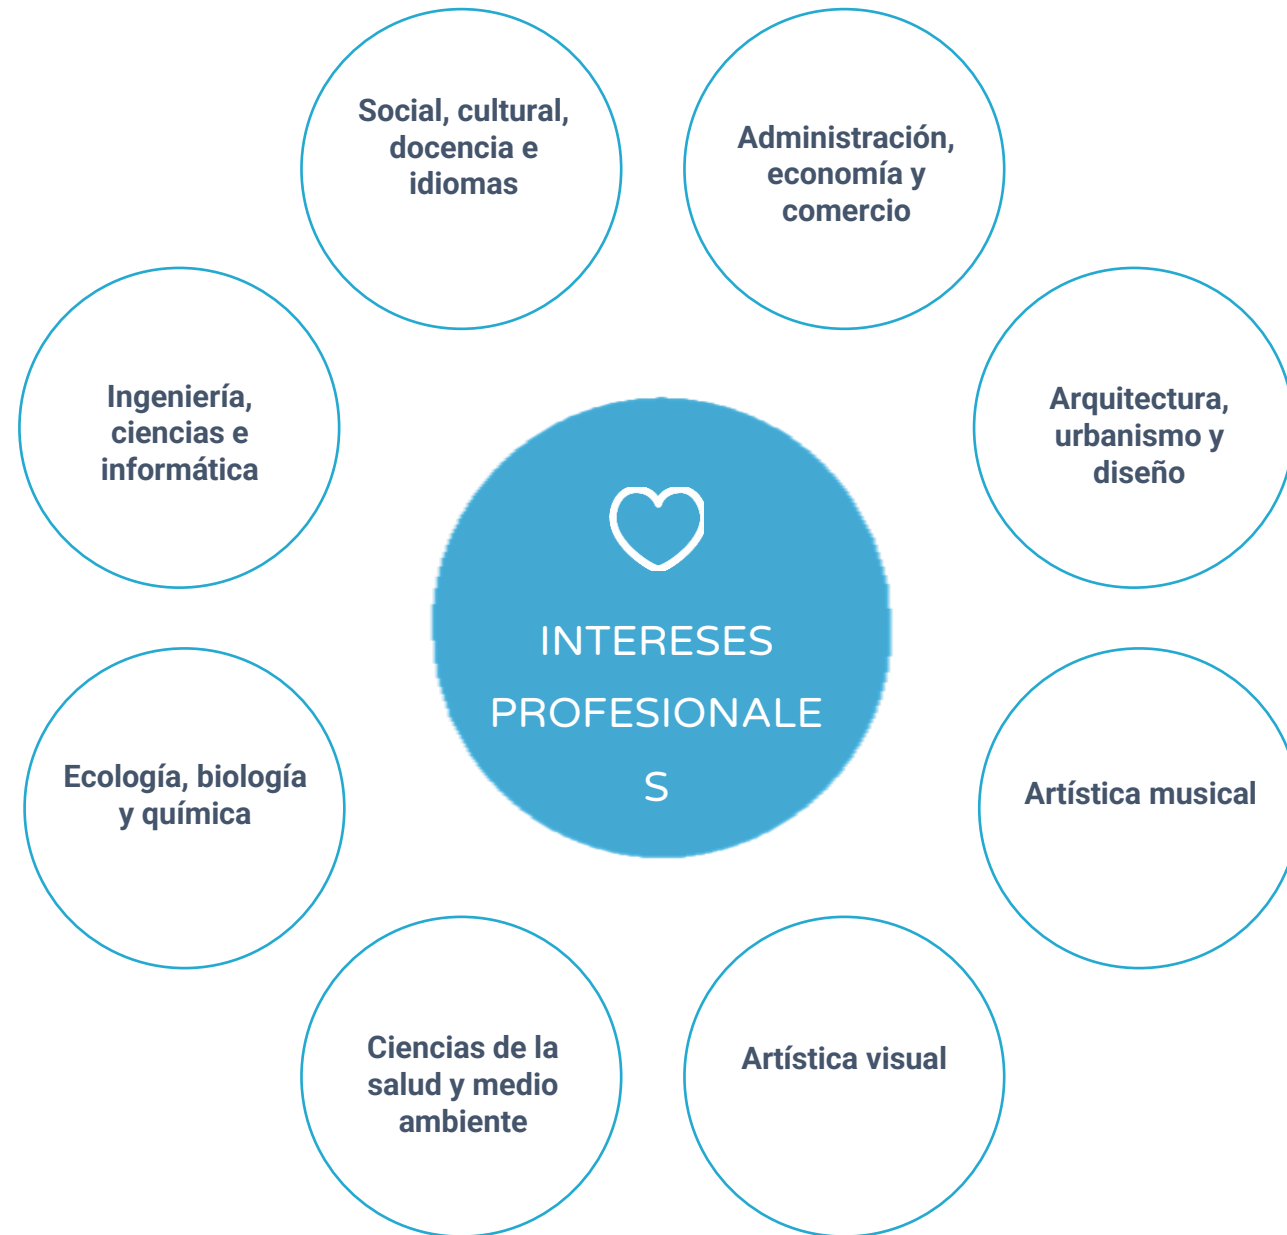 Social, cultural,
docencia e
idiomas
Administración,
economía y
comercio
Ingeniería,
ciencias e
informática
Arquitectura,
urbanismo y
diseño
INTERESES
PROFESIONALE
S
Ecología, biología
y química
Artística musical
Ciencias de la
salud y medio
ambiente
Artística visual